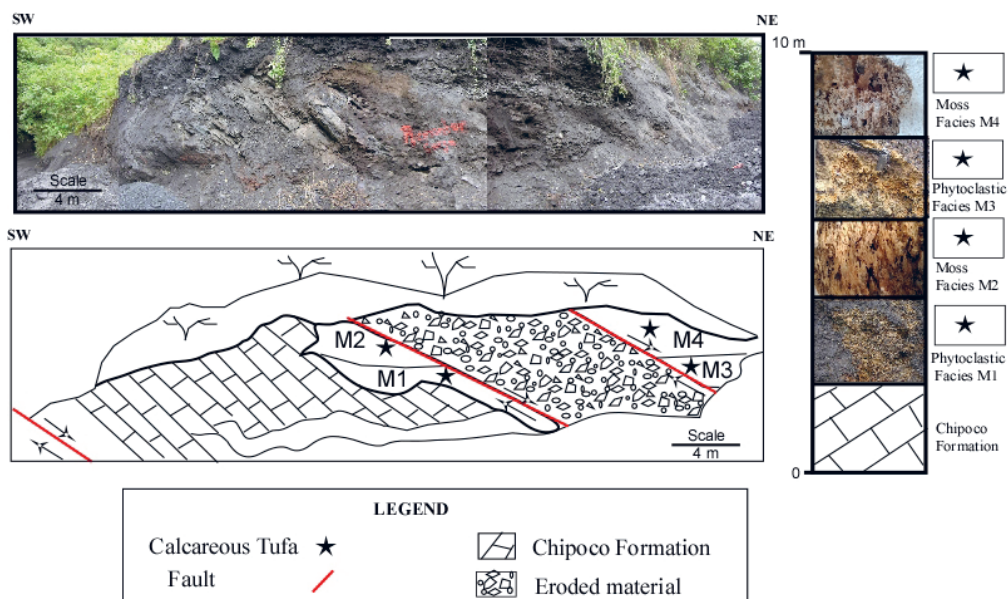 SW
NE
Scale
4 m
SW
NE
M2
M1
M4
M3
Scale
4 m
10 m
0
Moss
Facies M4
Phytoclastic
Facies M3
Moss
Facies M2
Phytoclastic
Facies M1
Chipoco
Formation
LEGEND
Calcareous Tufa
Chipoco Formation
Fault
Eroded material